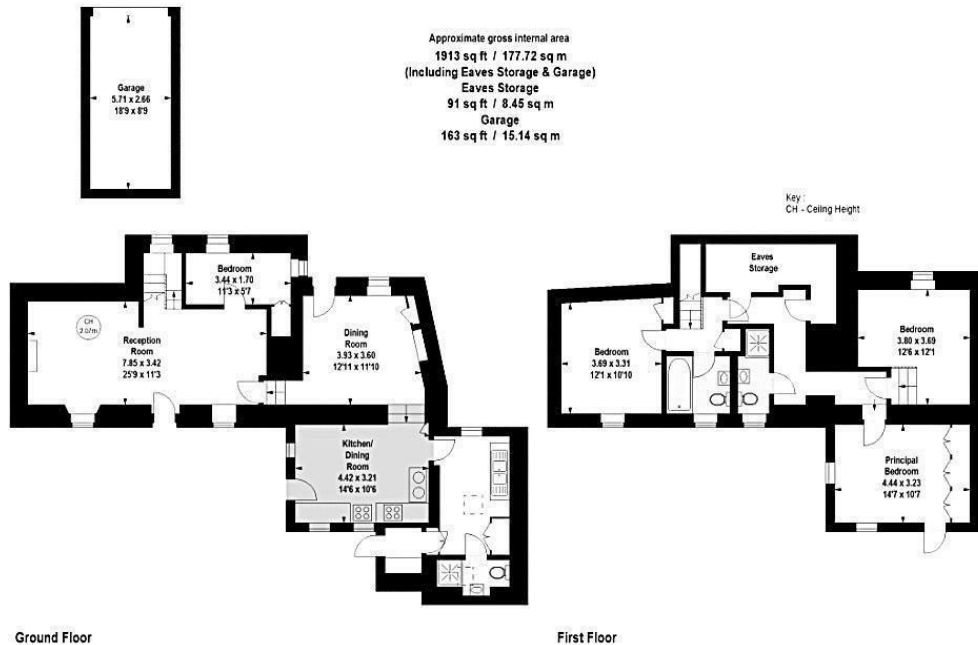 Approximate gross internal area
1913 sq ft / 177.72 sq m
(Including Eaves Storage & Garage)
Eaves Storage
91 sq ft / 8.45 sq m
Garage
163 sq ft / 15.14 sq m
Garage
5.71 x 2.66
18'9 x 8'9
Key :
CH - Ceiling Height
Bedroom
3.44 x 1.70
11'3 x 5'7
CH
Reception
Room
7.85 x 3.42
25'9 x 11'3
Dining
Room
3.93 x 3.60
12'11 x 11'10
Kitchen/
Dining
Room
4.42 x 3.21
14'6 x 10'6
Eaves
Storage
Bedroom
3.69 x 3.31
12'1 x 10'10
Bedroom
3.80 x 3.69
12'6 x 12'1
Principal
Bedroom
4.44 x 3.23
14'7 x 10'7
Ground Floor
First Floor